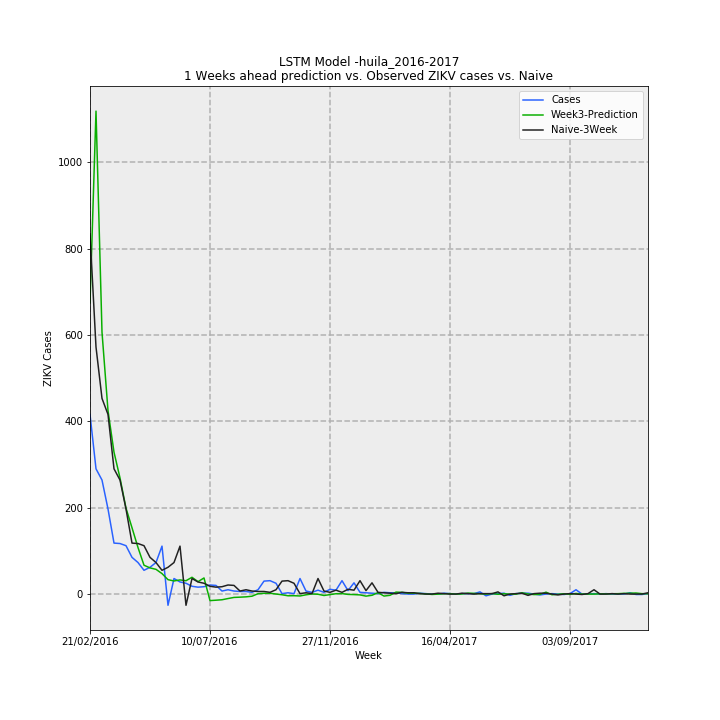 LSTM Model -huila_2016-2017
1 Weeks ahead prediction vs. Observed ZIKV cases vs. Naive
Cases
Week3-Prediction
Naive-3Week
1000
800
600
400
200
0
ZIKV Cases
21/02/2016
10/07/2016
27/11/2016
16/04/2017
03/09/2017
Week